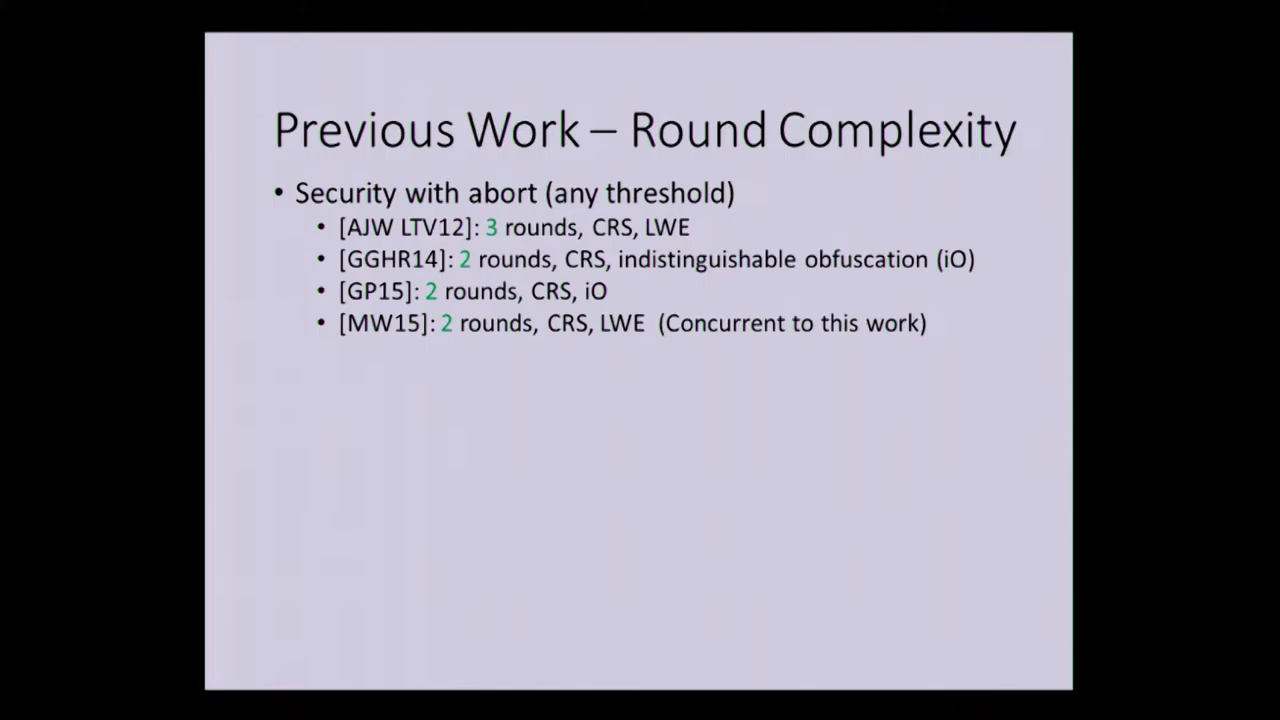 Previous Work – Round Complexity
• Security with abort (any threshold)
• [AJW LTV12]: 3 rounds, CRS, LWE
• [GGHR14]: 2 rounds, CRS, indistinguishable obfuscation (iO)
• [GP15]: 2 rounds, CRS, iO
• [MW15]: 2 rounds, CRS, LWE (Concurrent to this work)